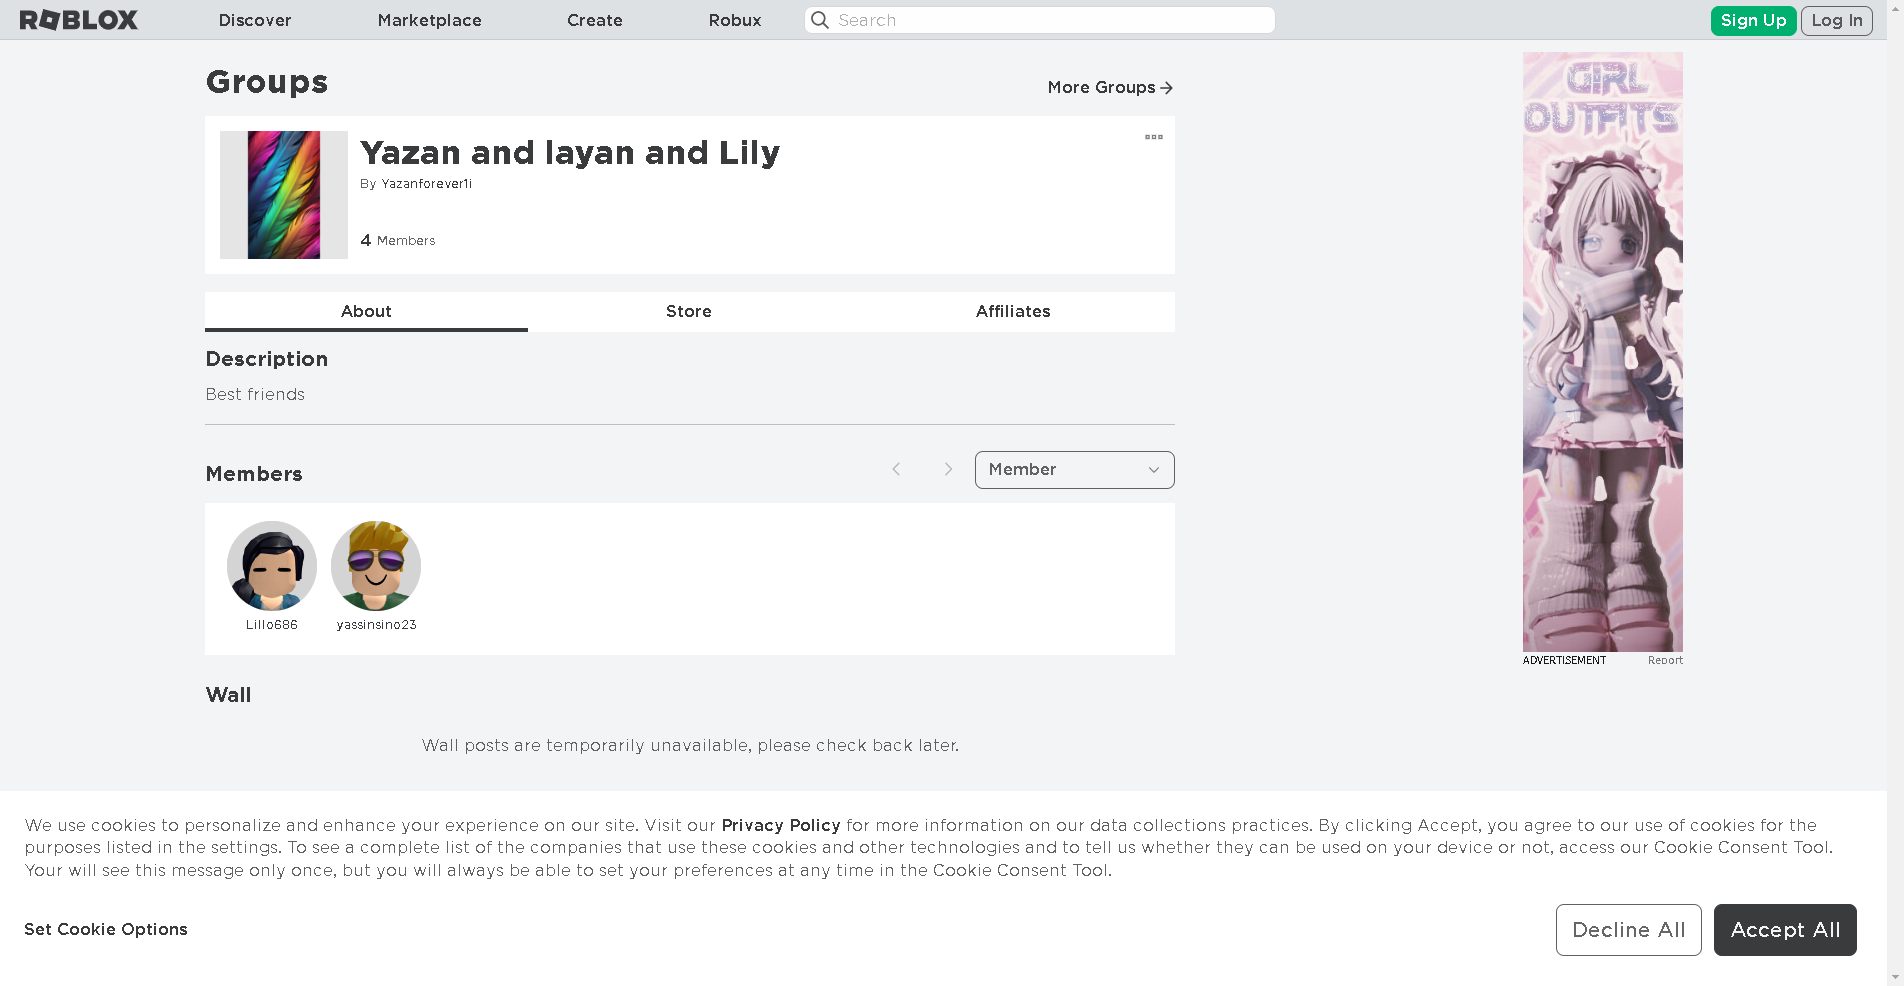 ROBLOX
Discover
Marketplace
Create
Robux
Search
Sign Up
Log In
Groups
More Groups
Yazan and layan and Lily
By Yazanforever1i
4 Members
About
Store
Affiliates
Description
Best friends
Members
Member
Lillo686
yassinsino23
Wall
Wall posts are temporarily unavailable, please check back later.
GIRL
OUTFITS
ADVERTISEMENT
Report
We use cookies to personalize and enhance your experience on our site. Visit our Privacy Policy for more information on our data collections practices. By clicking Accept, you agree to our use of cookies for the
purposes listed in the settings. To see a complete list of the companies that use these cookies and other technologies and to tell us whether they can be used on your device or not, access our Cookie Consent Tool.
Your will see this message only once, but you will always be able to set your preferences at any time in the Cookie Consent Tool.
Set Cookie Options
Decline All
Accept All